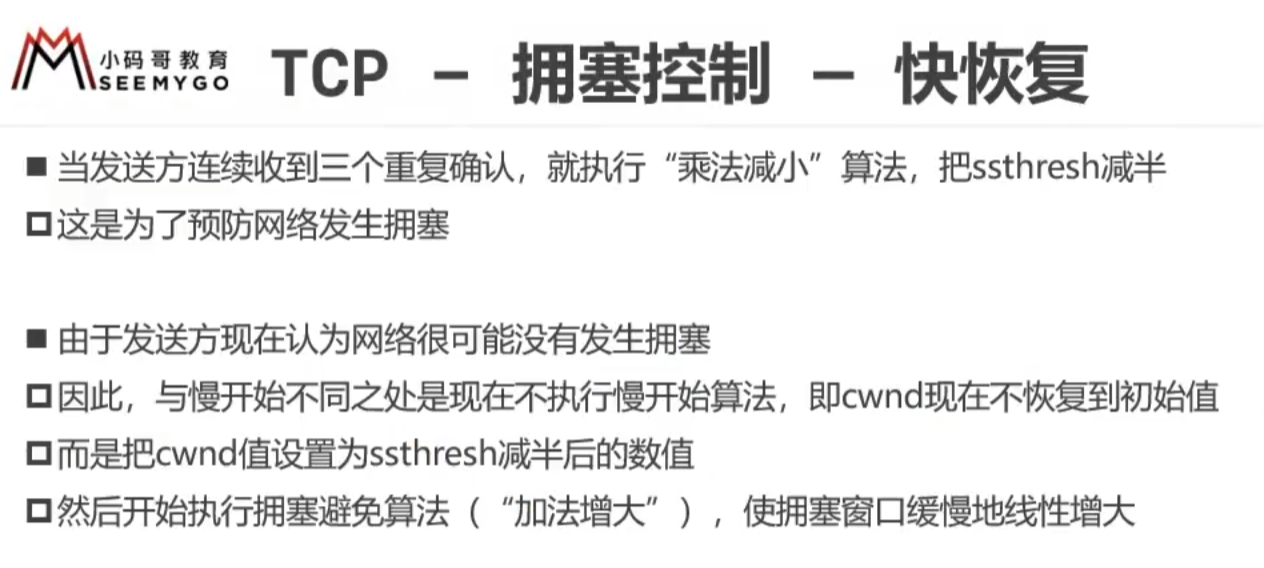 小码哥教育
SEEMYGO
TCP - 拥塞控制 - 快恢复
■ 当发送方连续收到三个重复确认，就执行“乘法减小”算法，把ssthresh减半
□ 这是为了预防网络发生拥塞
■ 由于发送方现在认为网络很可能没有发生拥塞
□ 因此，与慢开始不同之处是现在不执行慢开始算法，即cwnd现在不恢复到初始值
□ 而是把cwnd值设置为ssthresh减半后的数值
□ 然后开始执行拥塞避免算法（“加法增大”），使拥塞窗口缓慢地线性增大